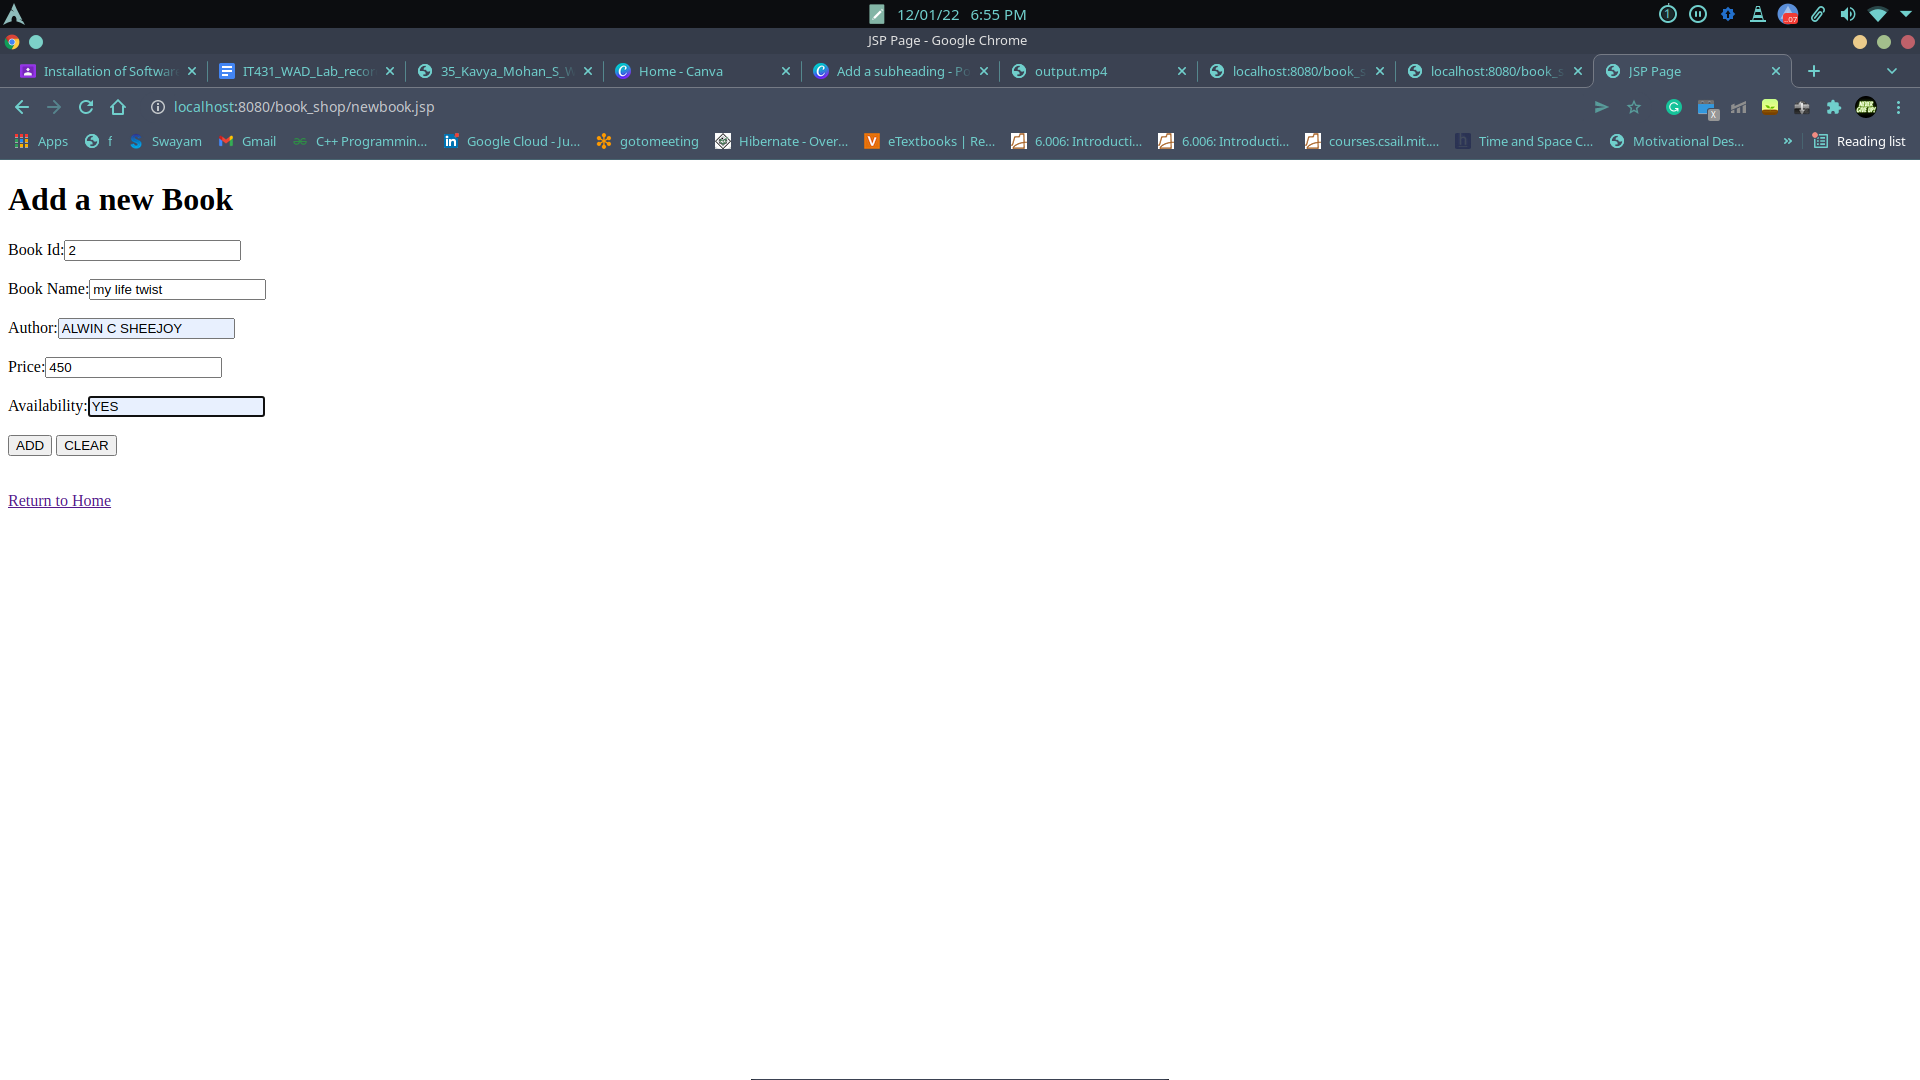 12/01/22 6:55 PM
JSP Page - Google Chrome
Installation of Softwar
IT431_WAD_Lab_recor
35_Kavya_Mohan_S_W
Home - Canva
Add a subheading - Po
output.mp4
localhost:8080/book_s
localhost:8080/book_s
JSP Page
localhost:8080/book_shop/newbook.jsp
Apps f Swayam Gmail C++ Programmin... Google Cloud - Ju... gotomeeting Hibernate - Over... eTextbooks | Re... 6.006: Introducti... 6.006: Introducti... courses.csail.mit.... Time and Space C... Motivational Des... » Reading list
Add a new Book
Book Id: 2
Book Name: my life twist
Author: ALWIN C SHEEJOY
Price: 450
Availability: YES
ADD CLEAR
Return to Home